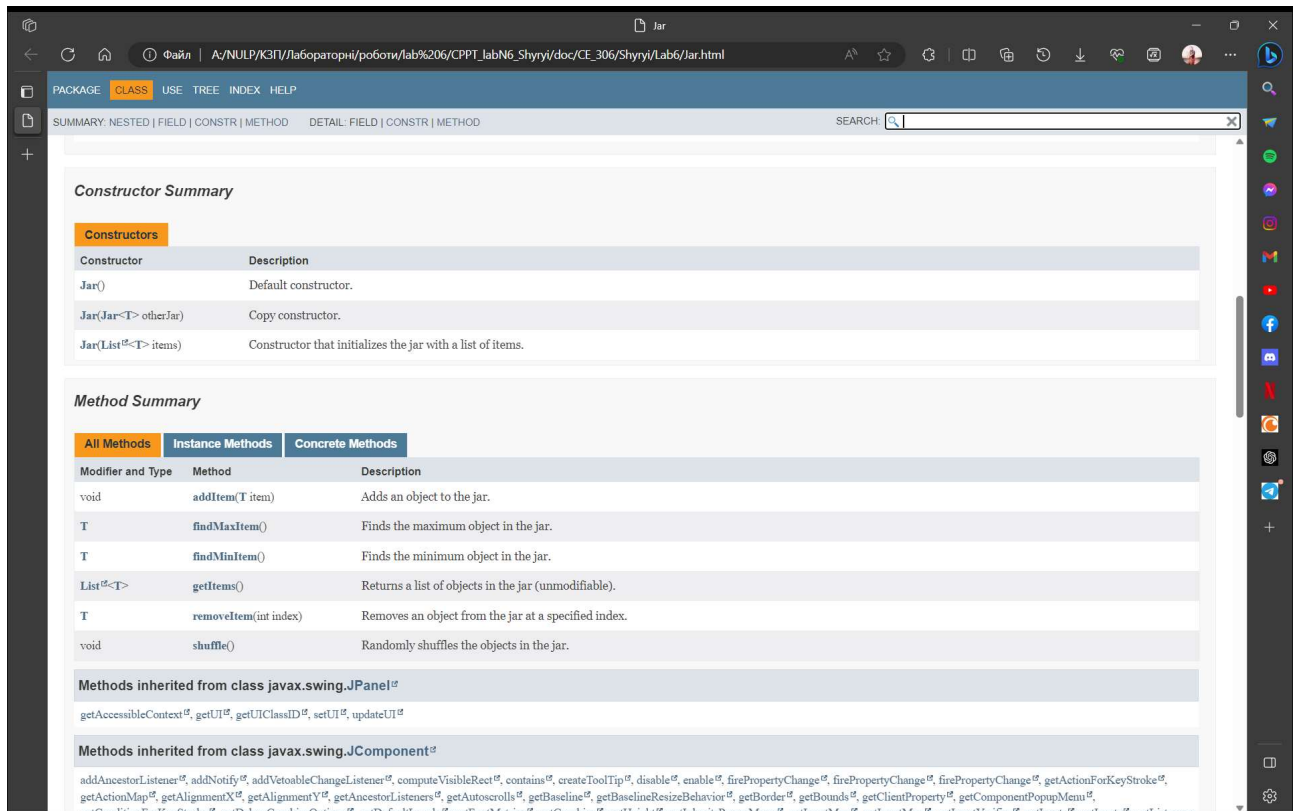 Jar
Файл | A:/NULP/КЗП/Лабораторні/роботи/lab%206/CPPT_labN6_Shyryi/doc/CE_306/Shyryi/Lab6/Jar.html
PACKAGE CLASS USE TREE INDEX HELP
SUMMARY: NESTED | FIELD | CONSTR | METHOD DETAIL: FIELD | CONSTR | METHOD SEARCH:
Constructor Summary
Constructors
Constructor Description
Jar() Default constructor.
Jar(Jar<T> otherJar) Copy constructor.
Jar(List<T> items) Constructor that initializes the jar with a list of items.
Method Summary
All Methods Instance Methods Concrete Methods
Modifier and Type Method Description
void addItem(T item) Adds an object to the jar.
T findMaxItem() Finds the maximum object in the jar.
T findMinItem() Finds the minimum object in the jar.
List<T> getItems() Returns a list of objects in the jar (unmodifiable).
T removeItem(int index) Removes an object from the jar at a specified index.
void shuffle() Randomly shuffles the objects in the jar.
Methods inherited from class javax.swing.JPanel
getAccessibleContext, getUI, getUIClassID, setUI, updateUI
Methods inherited from class javax.swing.JComponent
addAncestorListener, addNotify, addVetoableChangeListener, computeVisibleRect, contains, createToolTip, disable, enable, firePropertyChange, firePropertyChange, firePropertyChange, getActionForKeyStroke,
getActionMap, getAlignmentX, getAlignmentY, getAncestorListeners, getAutoscrolls, getBaseline, getBaselineResizeBehavior, getBorder, getBounds, getClientProperty, getComponentPopupMenu,